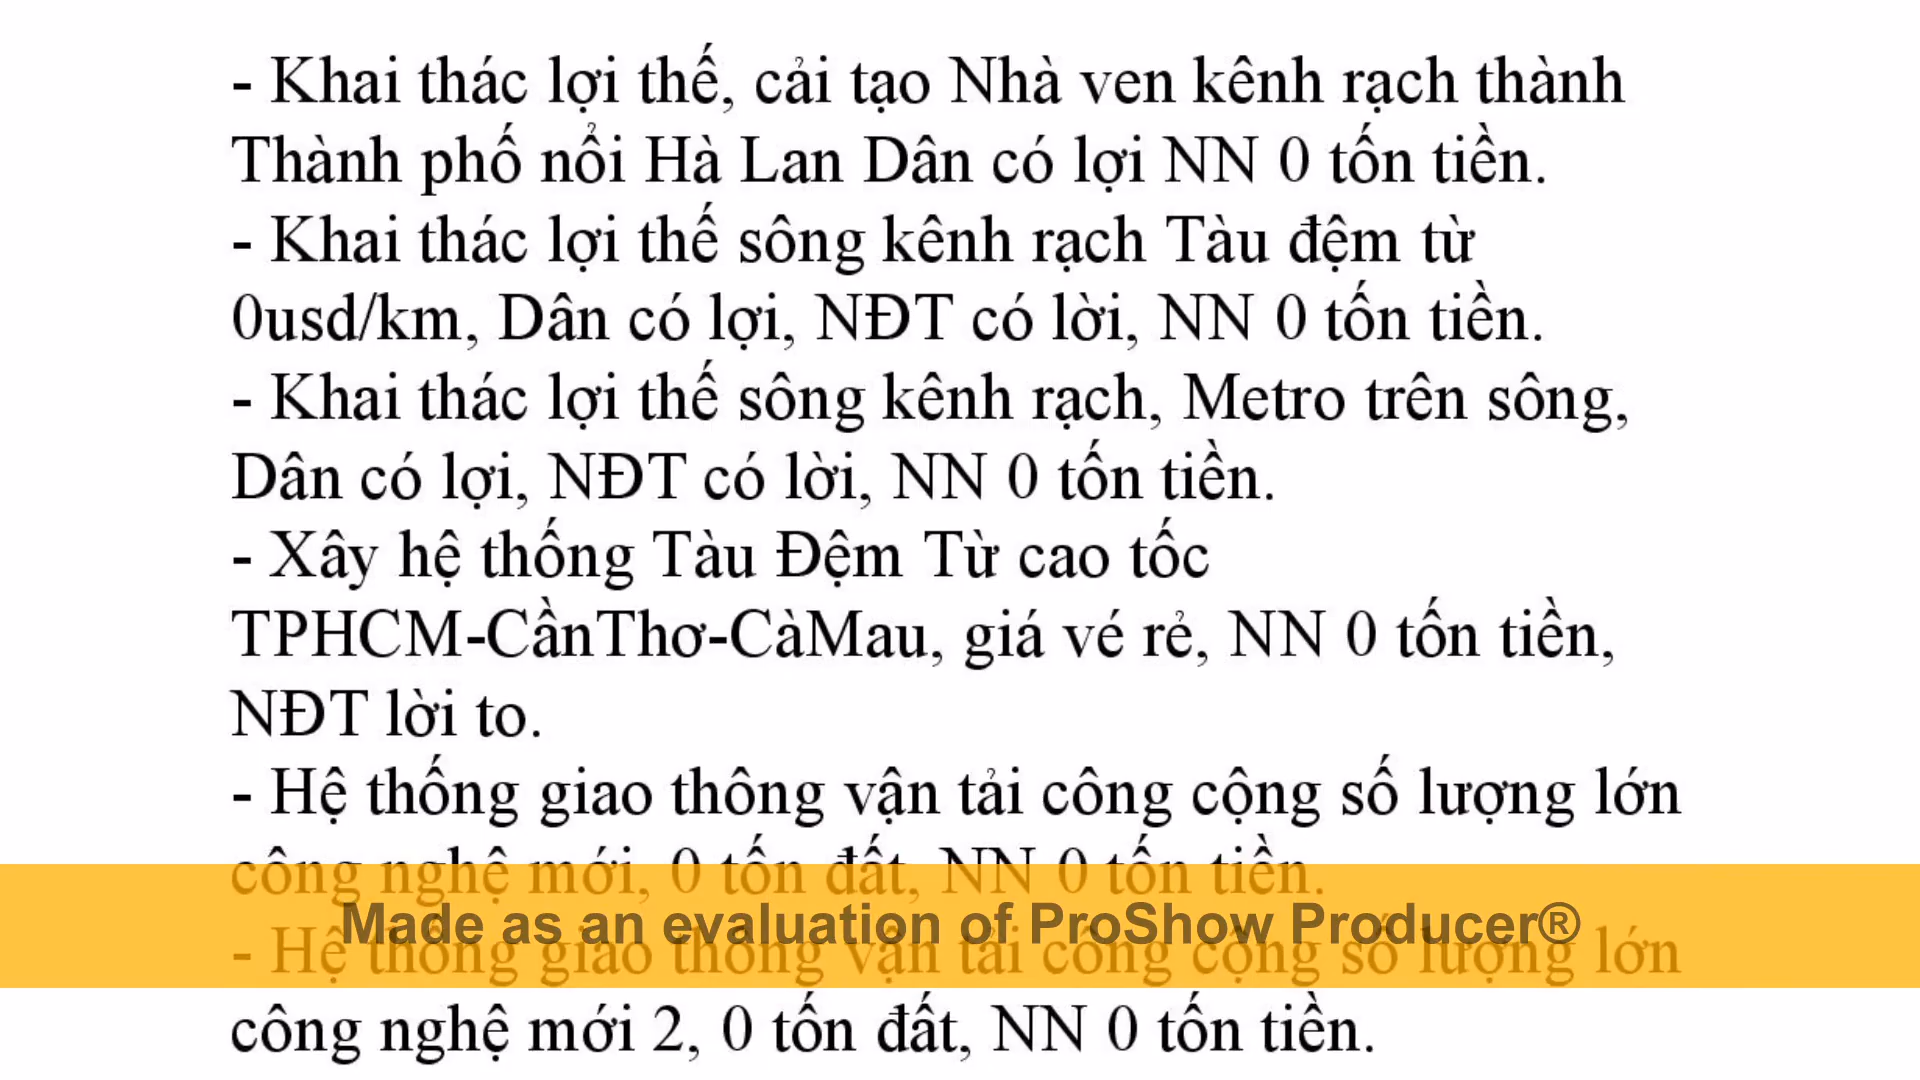 - Khai thác lợi thế, cải tạo Nhà ven kênh rạch thành
Thành phố nổi Hà Lan Dân có lợi NN 0 tốn tiền.
- Khai thác lợi thế sông kênh rạch Tàu đệm từ
0usd/km, Dân có lợi, NĐT có lời, NN 0 tốn tiền.
- Khai thác lợi thế sông kênh rạch, Metro trên sông,
Dân có lợi, NĐT có lời, NN 0 tốn tiền.
- Xây hệ thống Tàu Đệm Từ cao tốc
TPHCM-CầnThơ-CàMau, giá vé rẻ, NN 0 tốn tiền,
NĐT lời to.
- Hệ thống giao thông vận tải công cộng số lượng lớn
công nghệ mới, 0 tốn đất, NN 0 tốn tiền.
Made as an evaluation of ProShow Producer®
- Hệ thống giao thông vận tải công cộng số lượng lớn
công nghệ mới 2, 0 tốn đất, NN 0 tốn tiền.